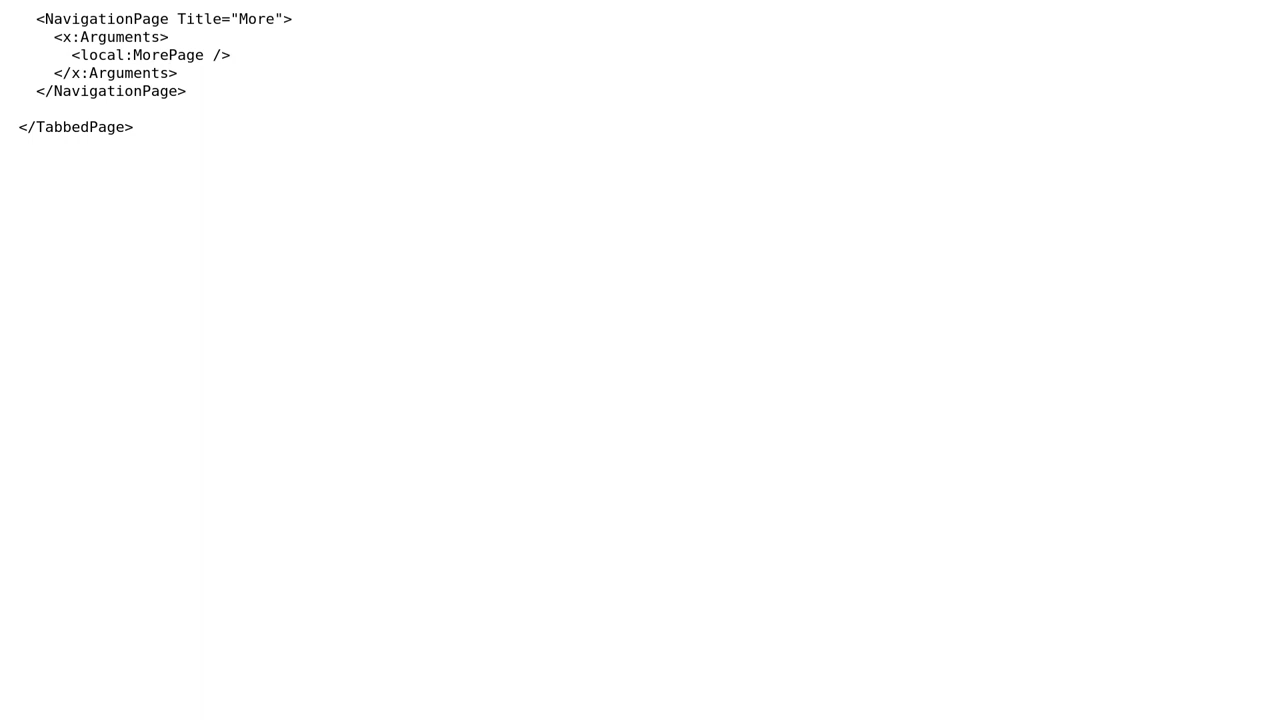 <NavigationPage Title="More">
    <x:Arguments>
      <local:MorePage />
    </x:Arguments>
  </NavigationPage>

</TabbedPage>